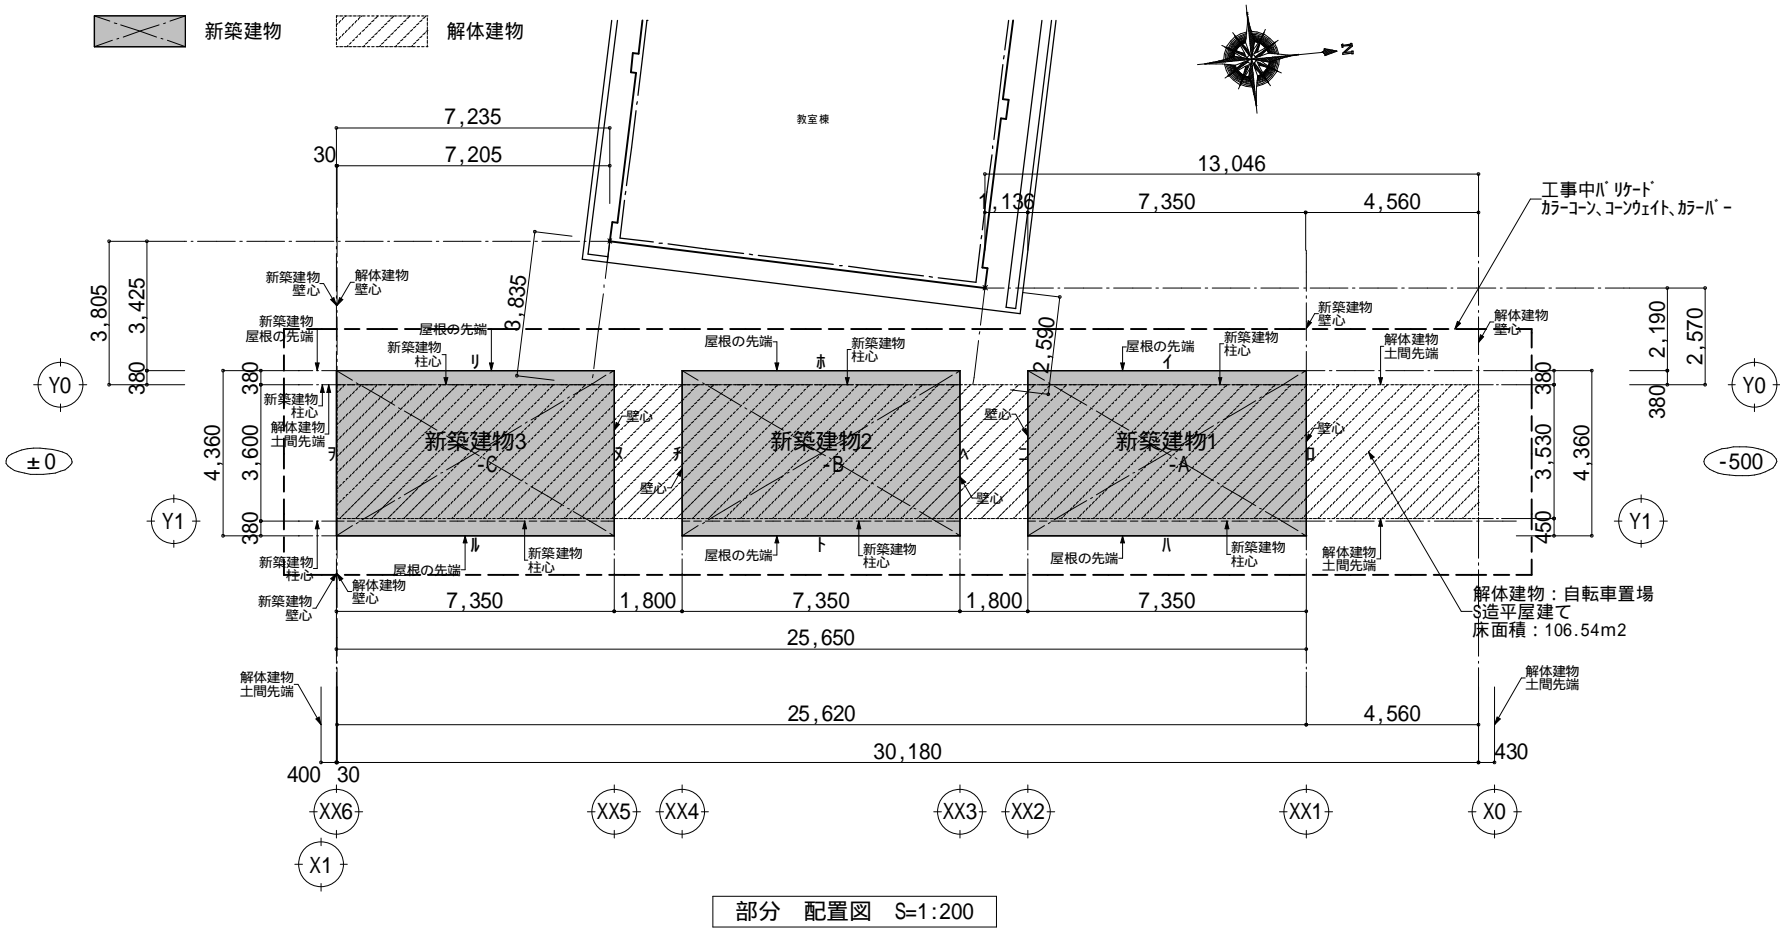 新築建物
解体建物
N
教室棟
7,235
30
7,205
13,046
1,136
7,350
4,560
工事中バリケード
カラーコーン、コーンウェイト、カラーバー
3,805
3,425
380
3,835
2,590
2,190
2,570
380
新築建物
壁心
解体建物
壁心
新築建物
屋根の先端
屋根の先端
新築建物
柱心
リ
屋根の先端
ホ
新築建物
柱心
屋根の先端
イ
新築建物
柱心
新築建物
壁心
解体建物
土間先端
解体建物
壁心
Y0
Y0
380
380
新築建物
柱心
解体建物
土間先端
ヲ
4,360
3,600
380
新築建物3
-C
ヌ
壁心
チ
壁心
新築建物2
-B
ヘ
壁心
壁心
ニ
新築建物1
-A
壁心
ロ
3,530
4,360
450
±0
-500
Y1
Y1
新築建物
柱心
ル
屋根の先端
新築建物
柱心
屋根の先端
ト
新築建物
柱心
屋根の先端
ハ
新築建物
柱心
解体建物
土間先端
新築建物
壁心
解体建物
壁心
7,350
1,800
7,350
1,800
7,350
解体建物：自転車置場
S造平屋建て
床面積：106.54m2
25,650
解体建物
土間先端
解体建物
土間先端
25,620
4,560
30,180
430
400
30
XX6
XX5
XX4
XX3
XX2
XX1
X0
X1
部分　配置図　S=1:200